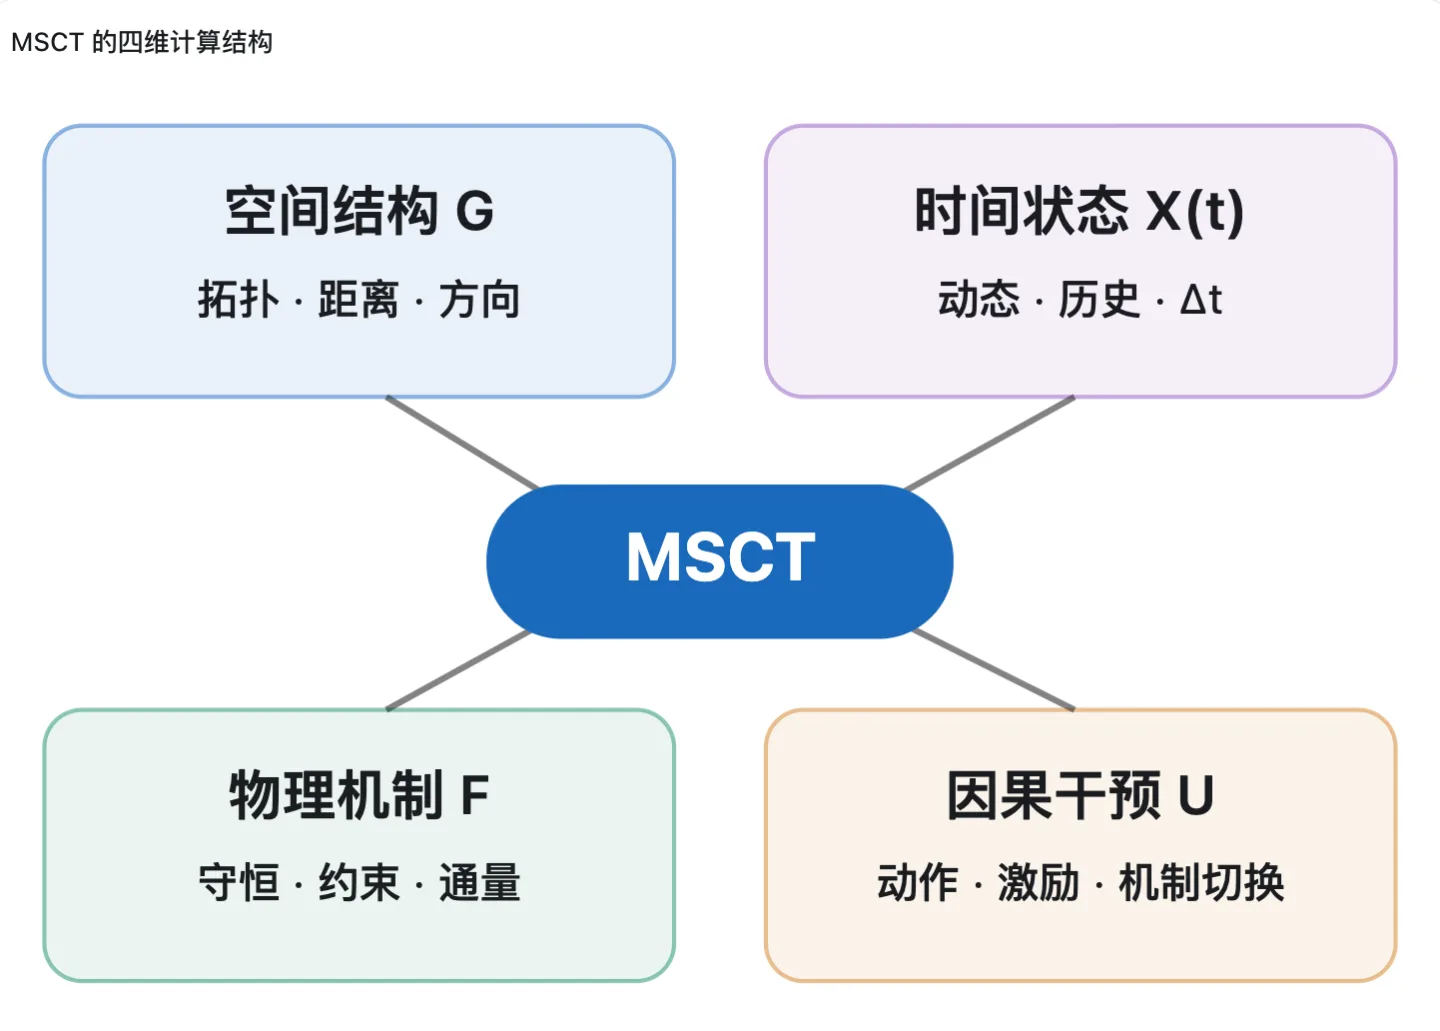 MSCT 的四维计算结构
空间结构 G
拓扑 · 距离 · 方向
时间状态 X(t)
动态 · 历史 · Δt
MSCT
物理机制 F
守恒 · 约束 · 通量
因果干预 U
动作 · 激励 · 机制切换